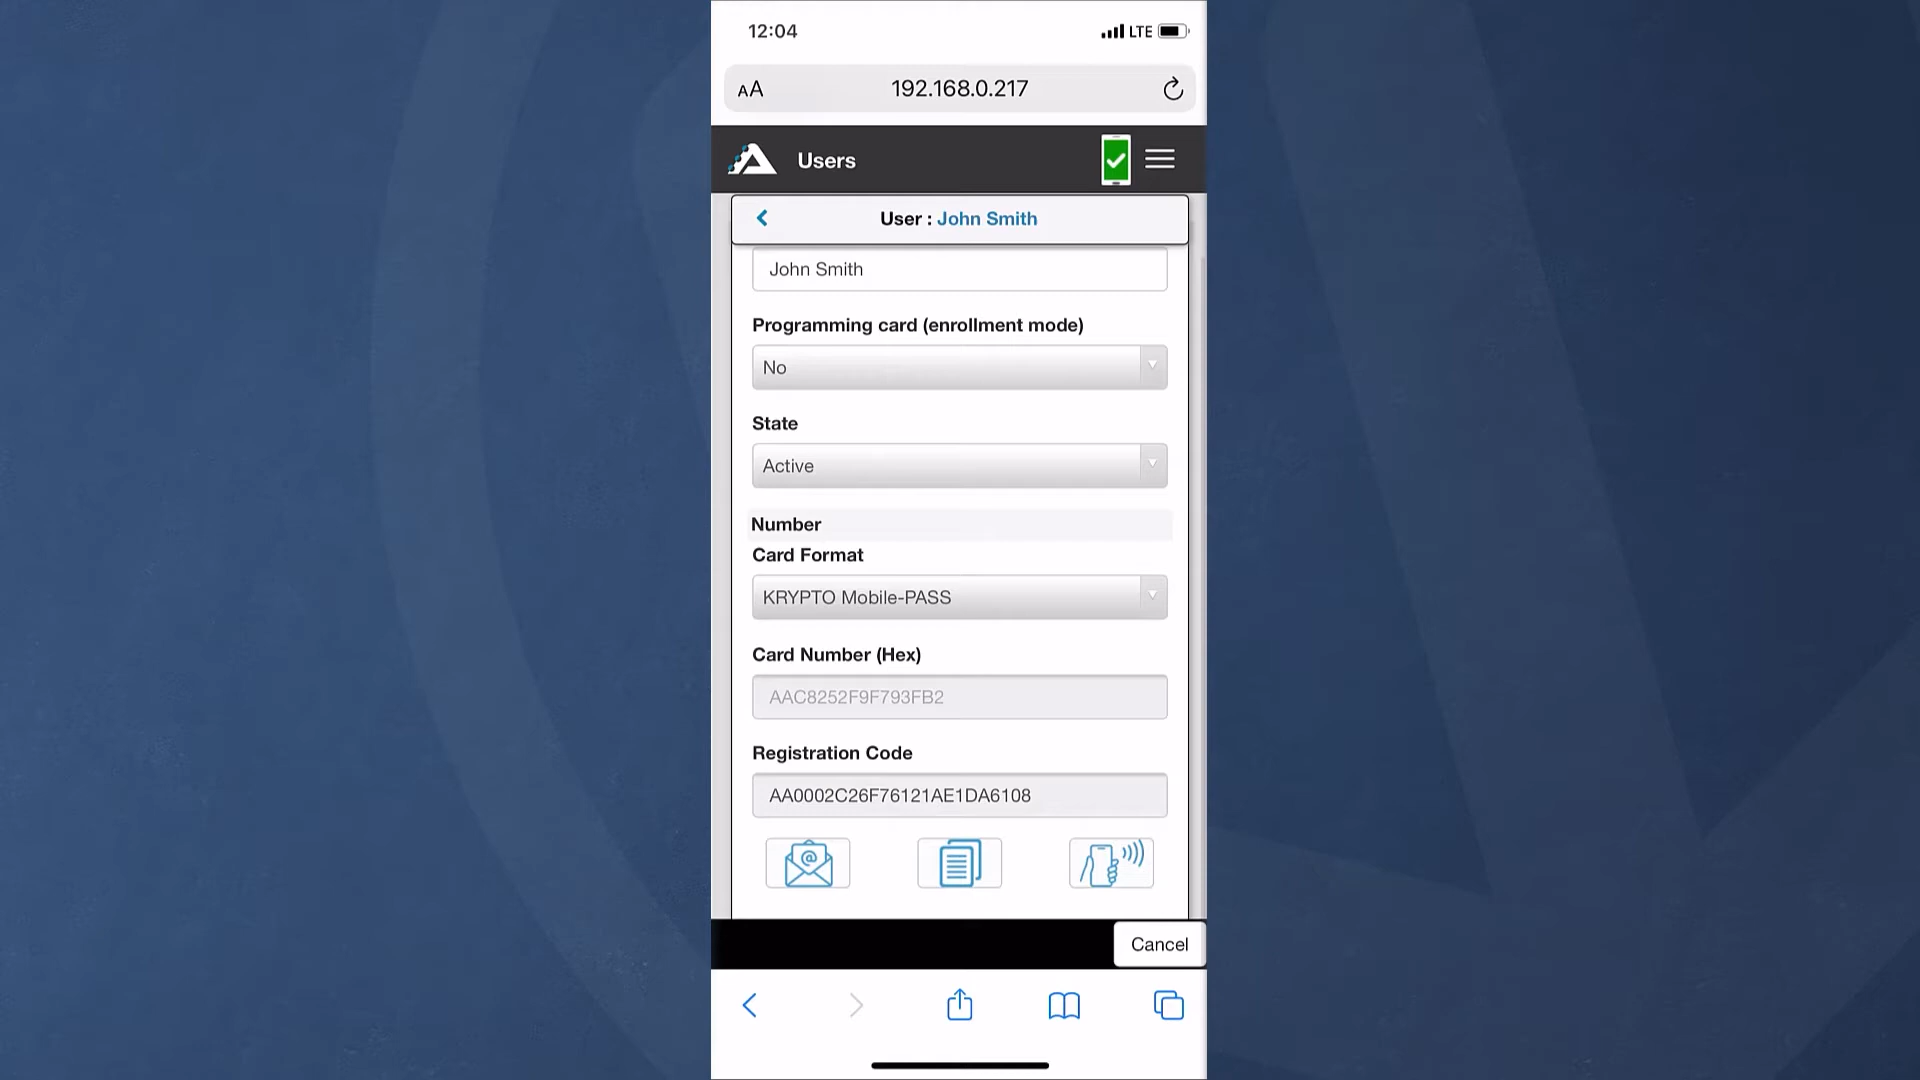 12:04
LTE
AA
192.168.0.217
Users
User : John Smith
John Smith
Programming card (enrollment mode)
No
State
Active
Number
Card Format
KRYPTO Mobile-PASS
Card Number (Hex)
AAC8252F9F793FB2
Registration Code
AA0002C26F76121AE1DA6108
@
Cancel